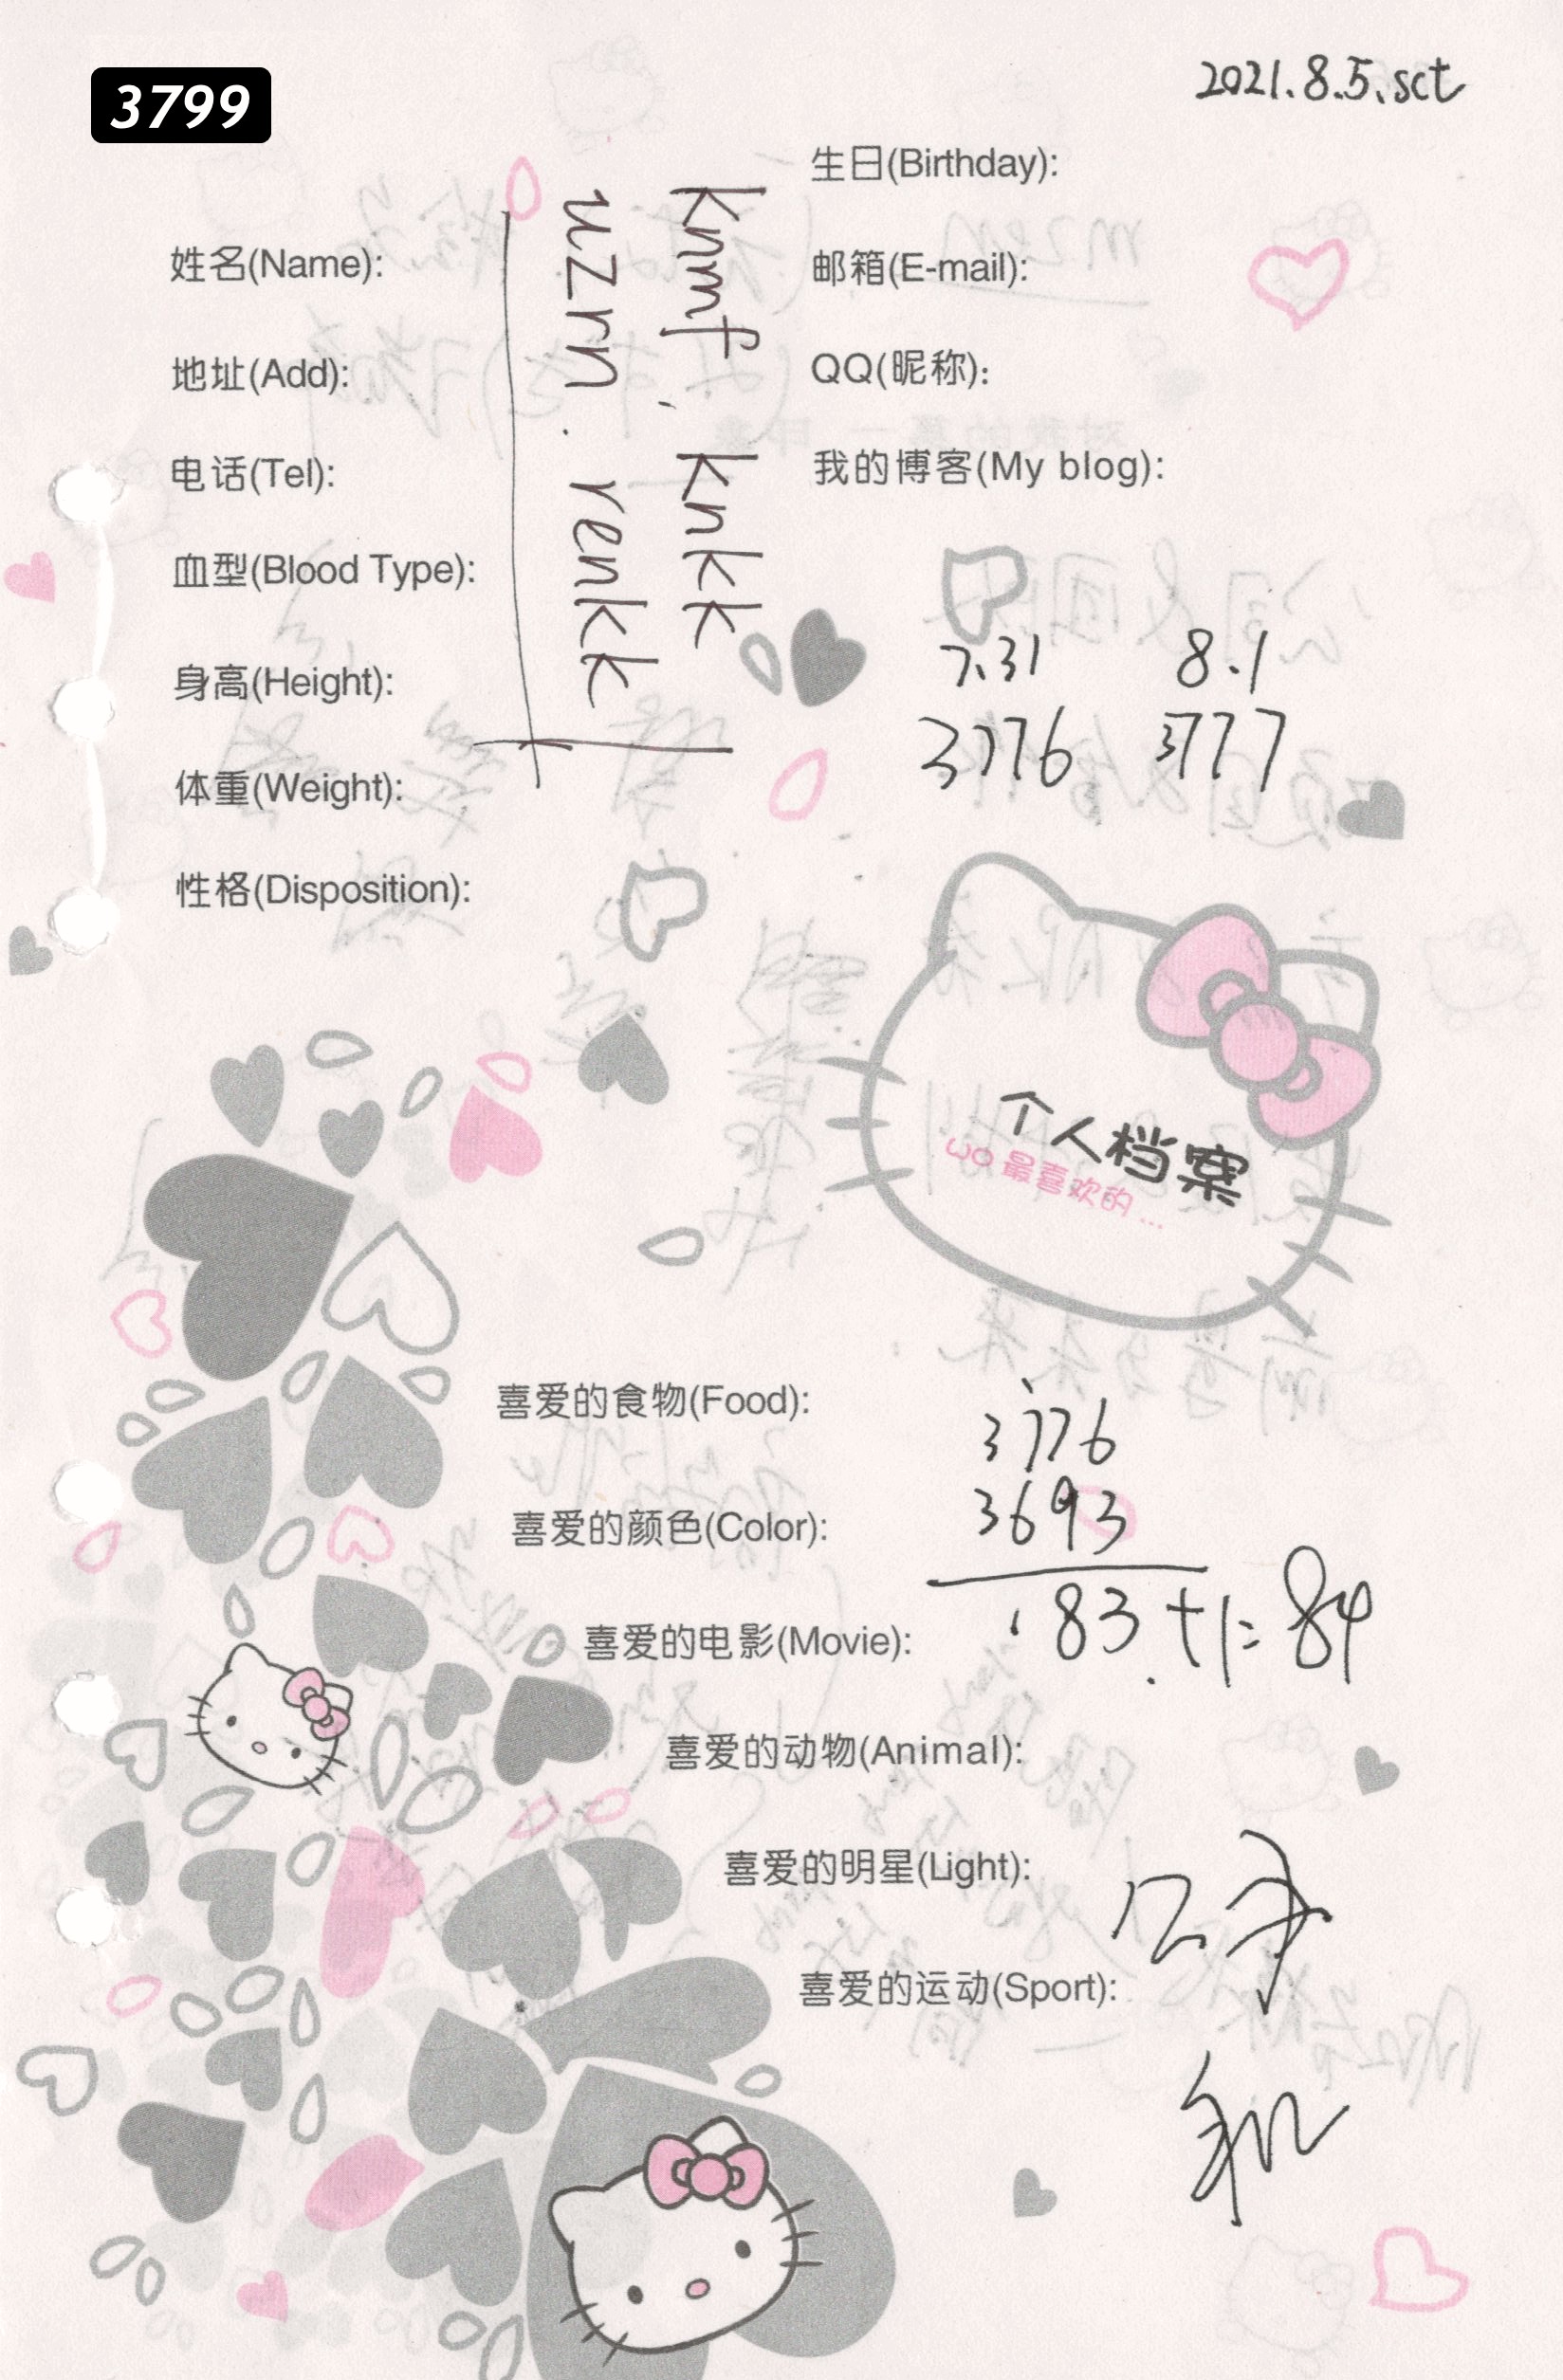 3799
2021.8.5.sct
生日(Birthday):
姓名(Name):
邮箱(E-mail):
地址(Add):
QQ(昵称):
电话(Tel):
我的博客(My blog):
血型(Blood Type):
身高(Height):
体重(Weight):
性格(Disposition):
knmf. knkk
uzrn. renkk
7.31 8.1
3776 3777
个人档案
wo 最喜欢的...
喜爱的食物(Food):
3776
3693
喜爱的颜色(Color):
83+1=84
喜爱的电影(Movie):
喜爱的动物(Animal):
喜爱的明星(Light):
喜爱的运动(Sport):